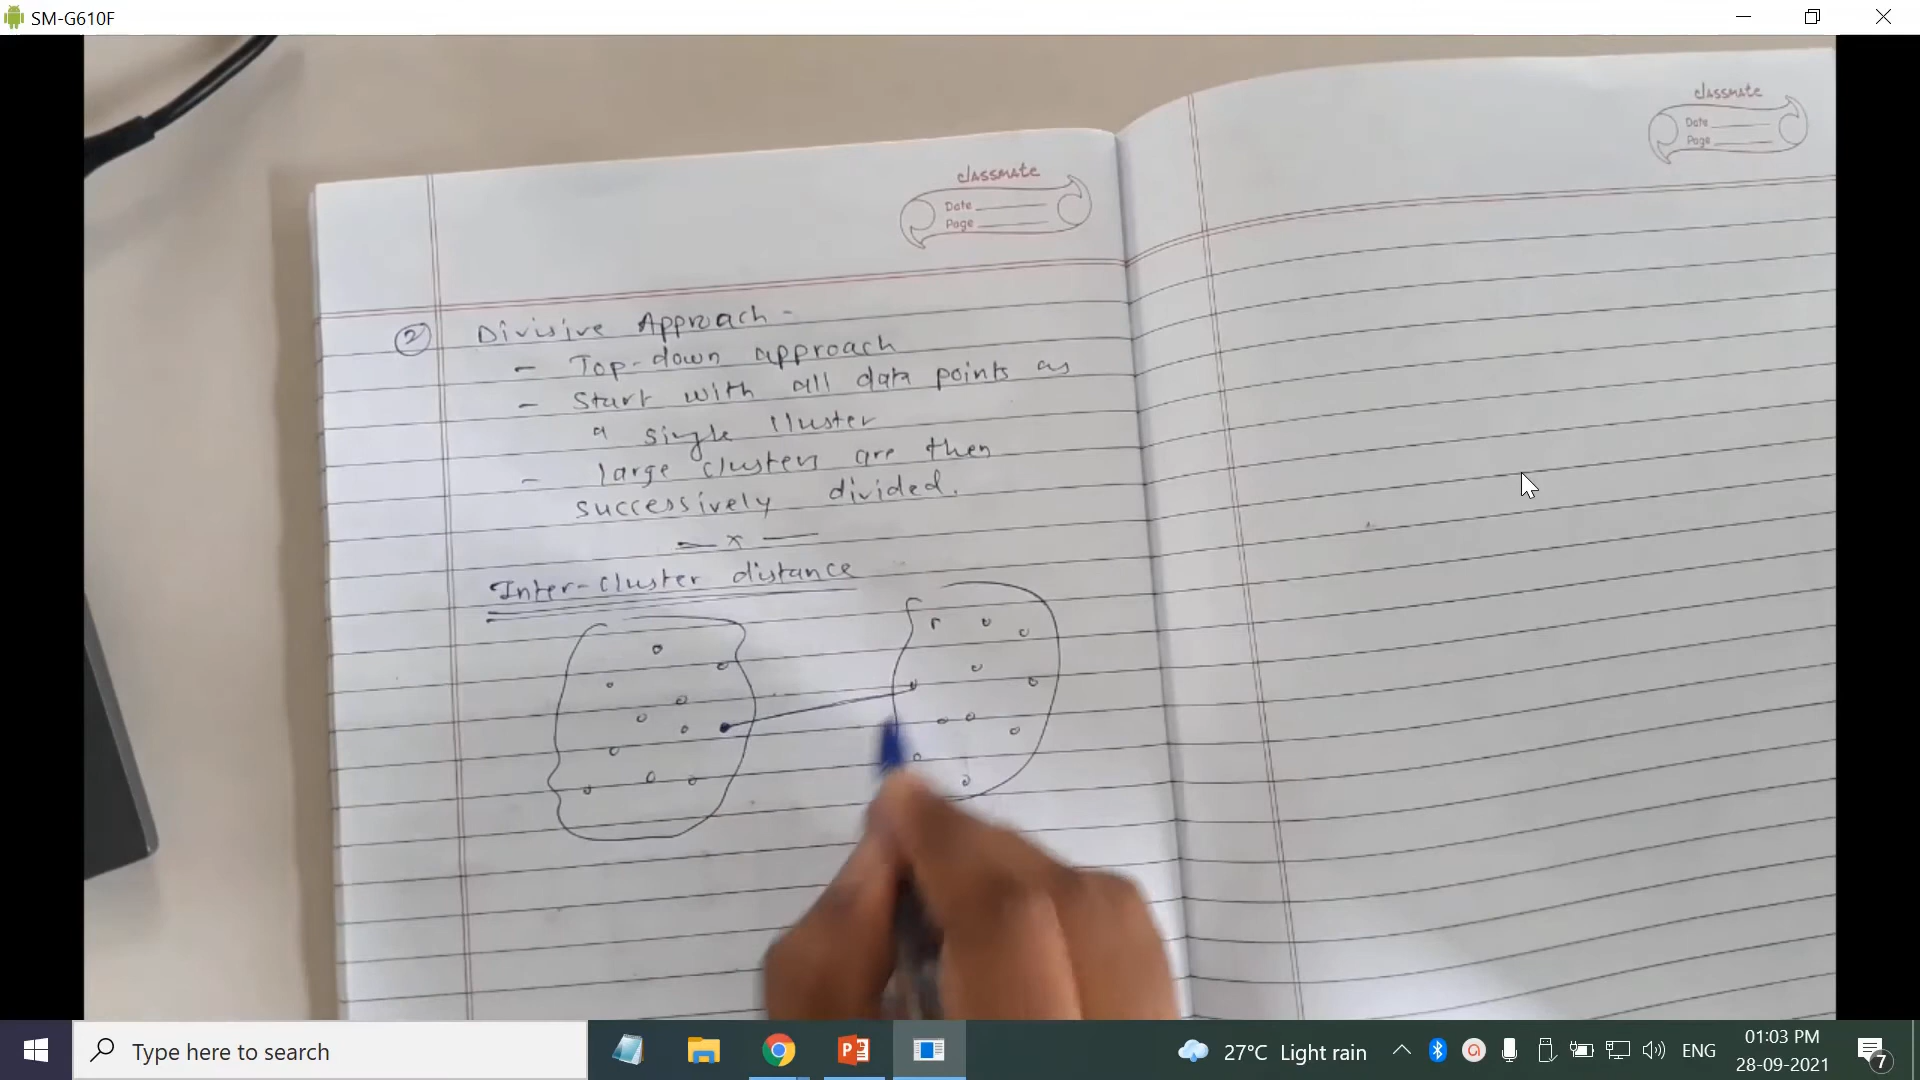 SM-G610F
classmate
Date
Page
classmate
Date
Page
② Divisive Approach -
- Top-down approach
- Start with all data points as
a single cluster
- large clusters are then
successively divided.
— x —
Inter-cluster distance
Type here to search
27°C Light rain
ENG
01:03 PM
28-09-2021
7